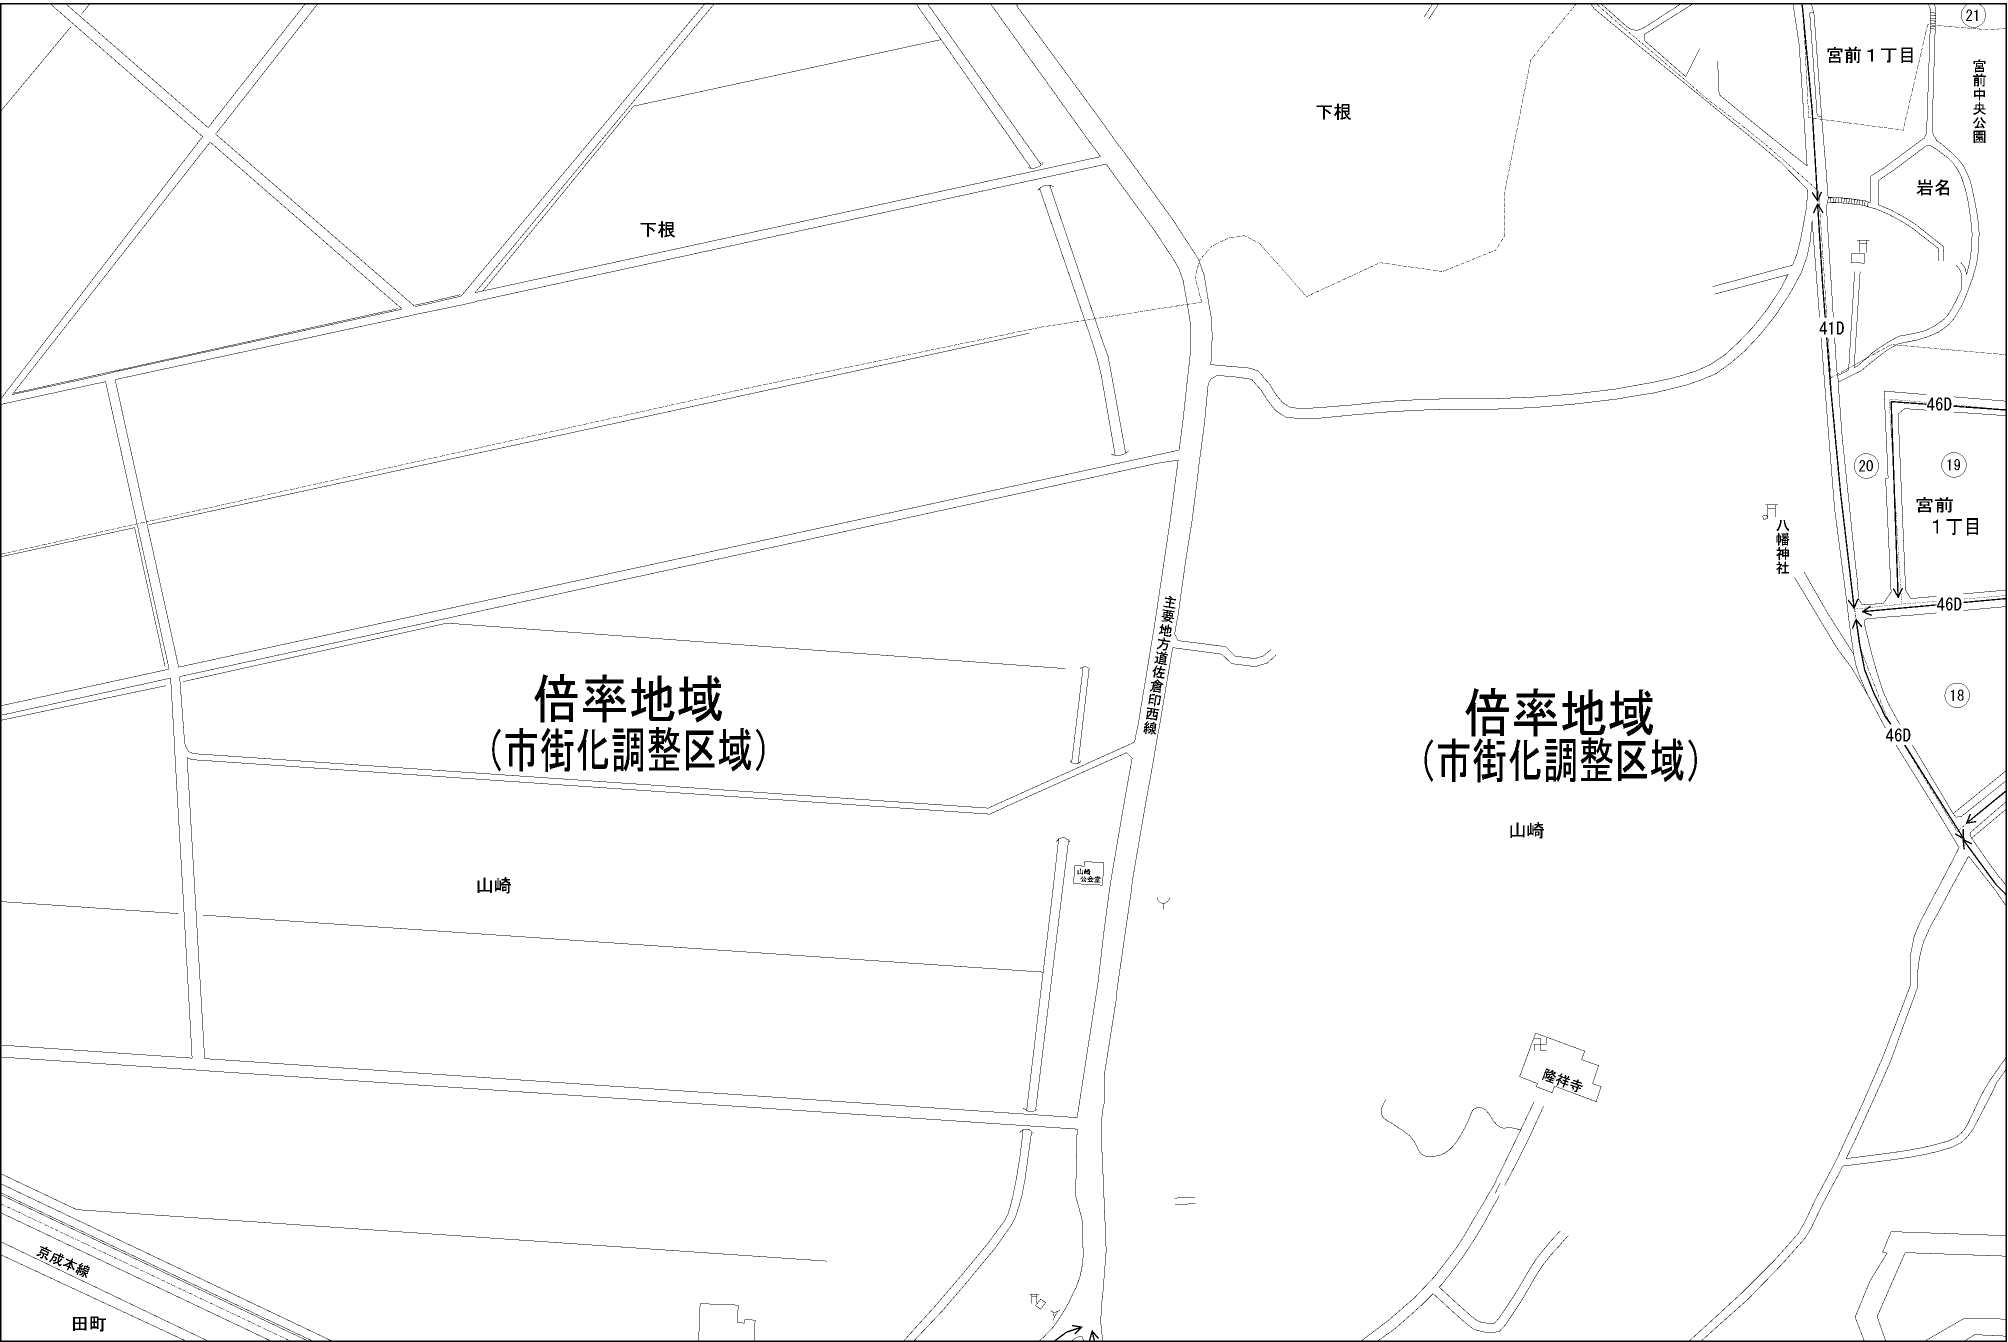 21
宮前１丁目
宮前中央公園
下根
岩名
下根
41D
46D
20
19
宮前
１丁目
八幡神社
46D
主要地方道佐倉印西線
倍率地域
（市街化調整区域）
倍率地域
（市街化調整区域）
18
46D
山崎
山崎
公会堂
山崎
隆祥寺
京成本線
田町